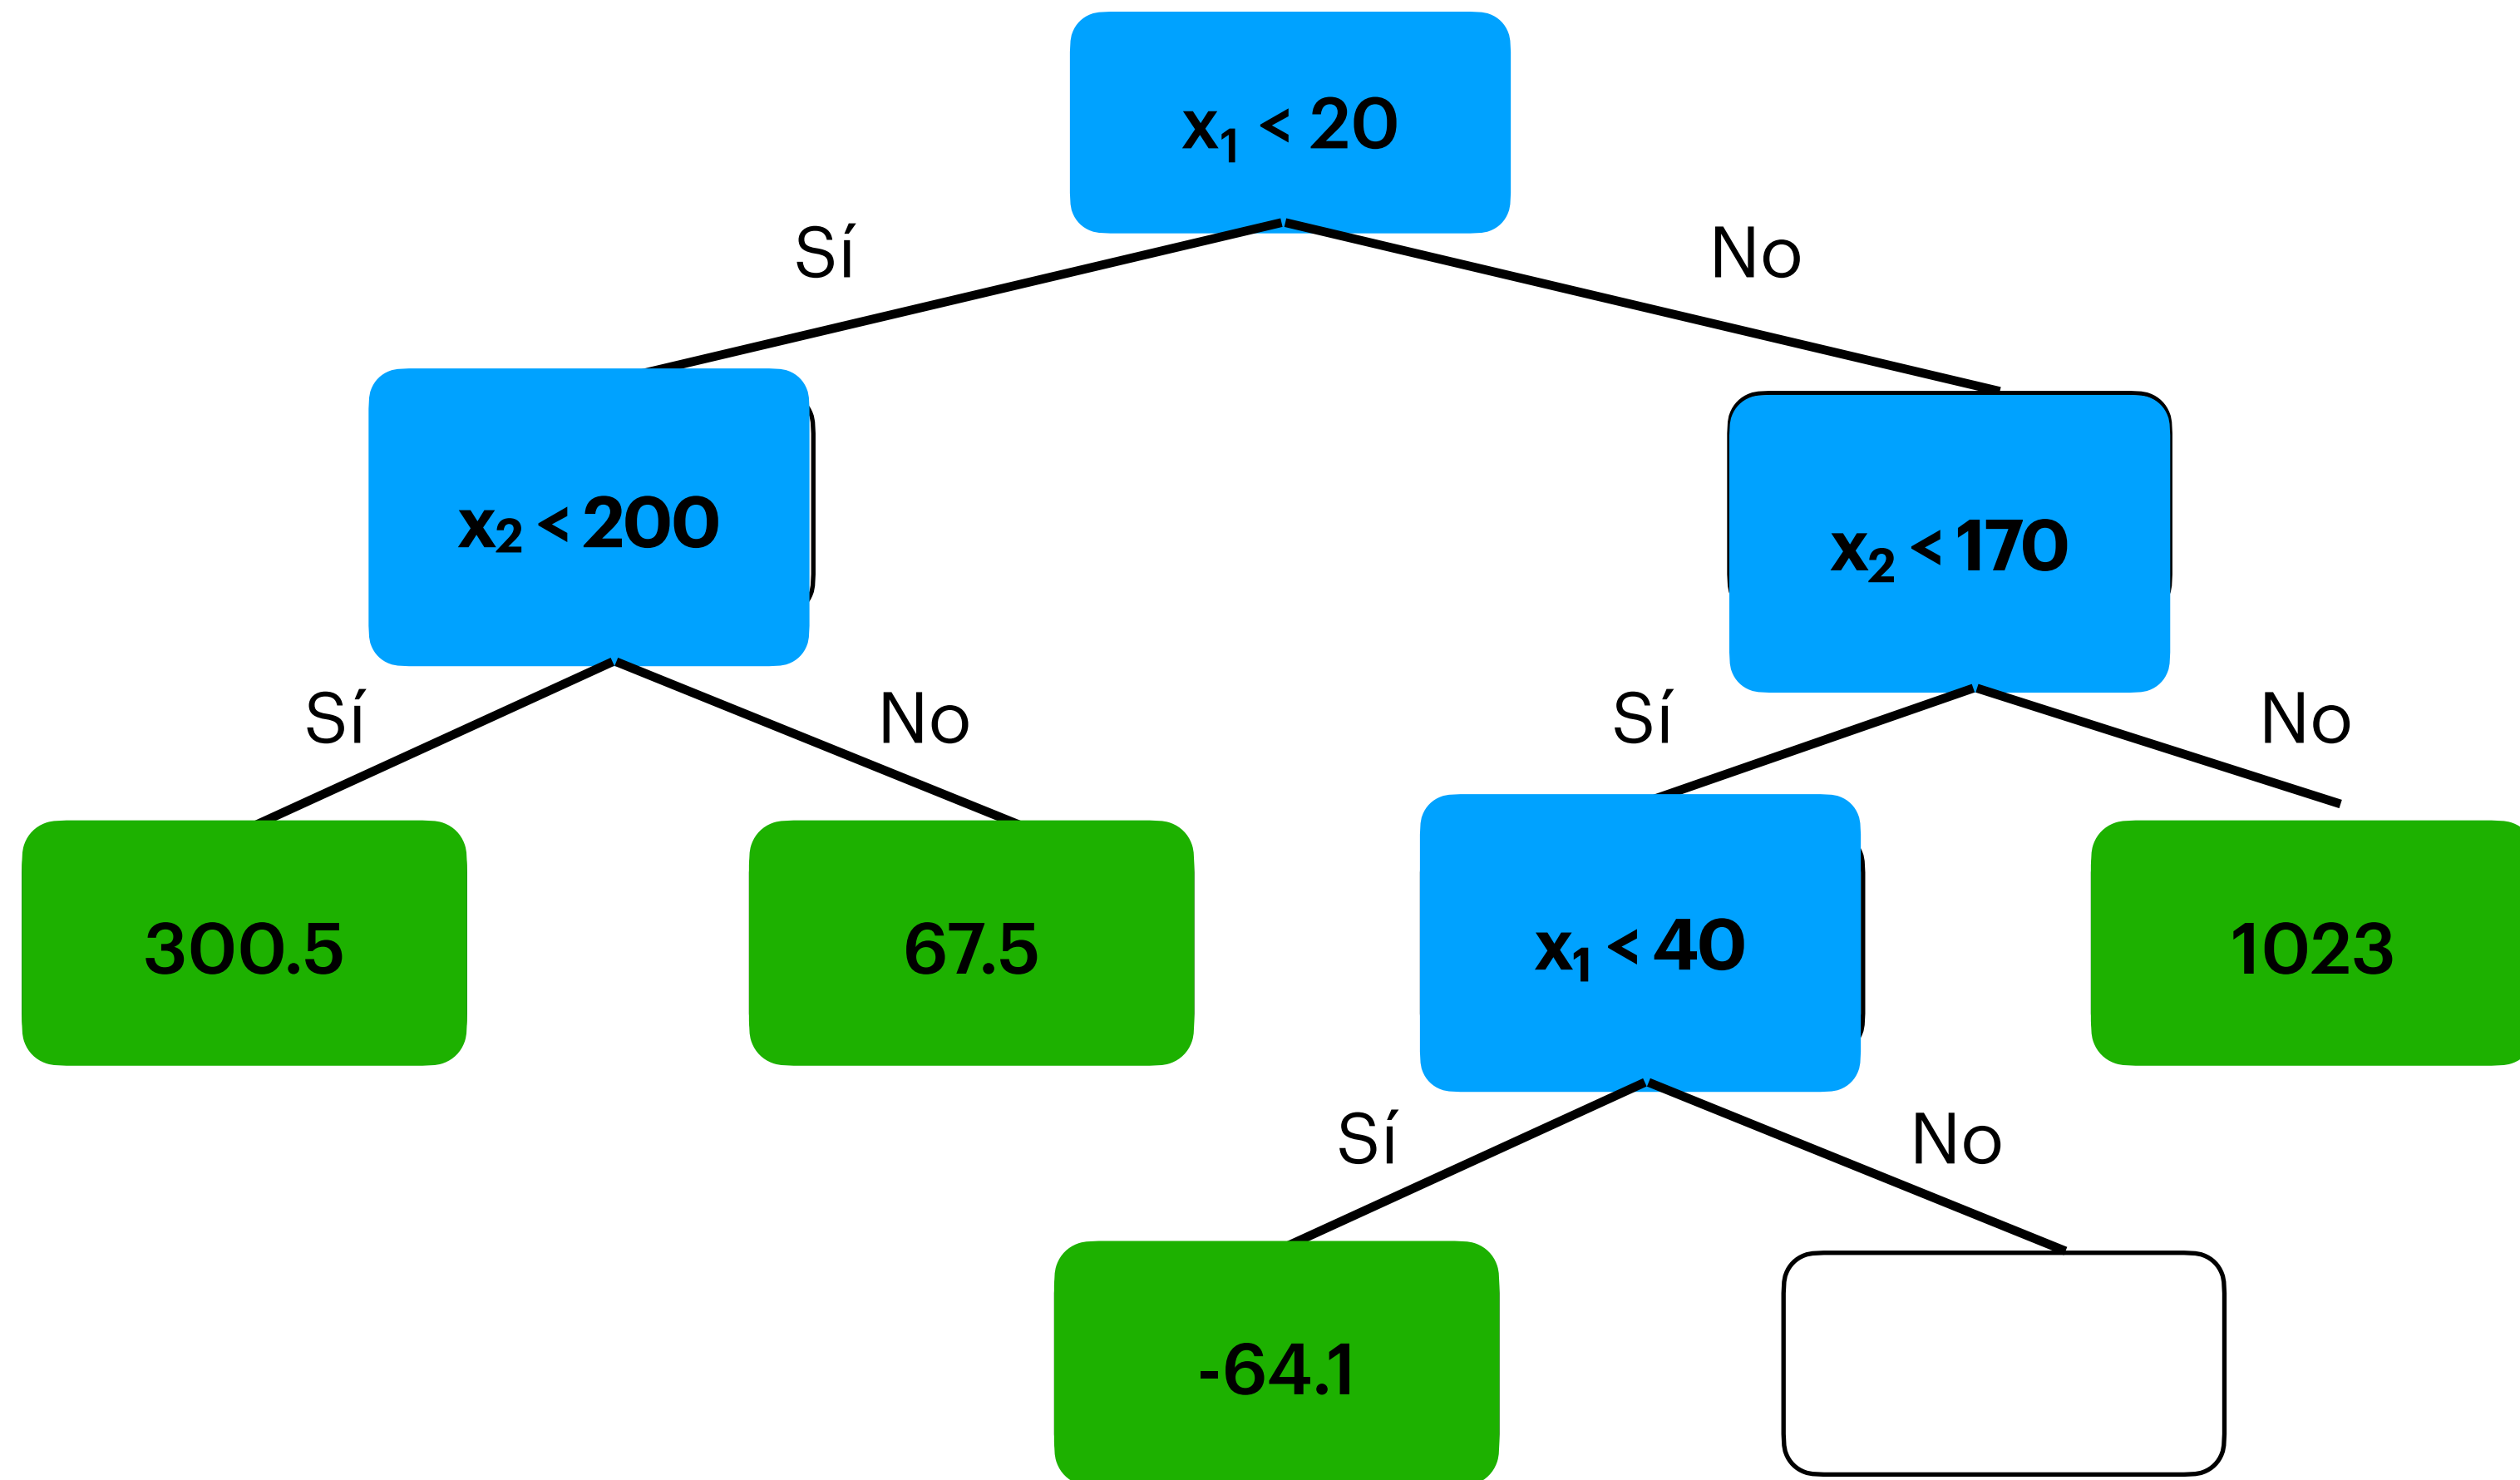 x₁ < 20
Sí
No
x₂ < 200
x₂ < 170
Sí
No
Sí
No
300.5
67.5
x₁ < 40
1023
Sí
No
-64.1